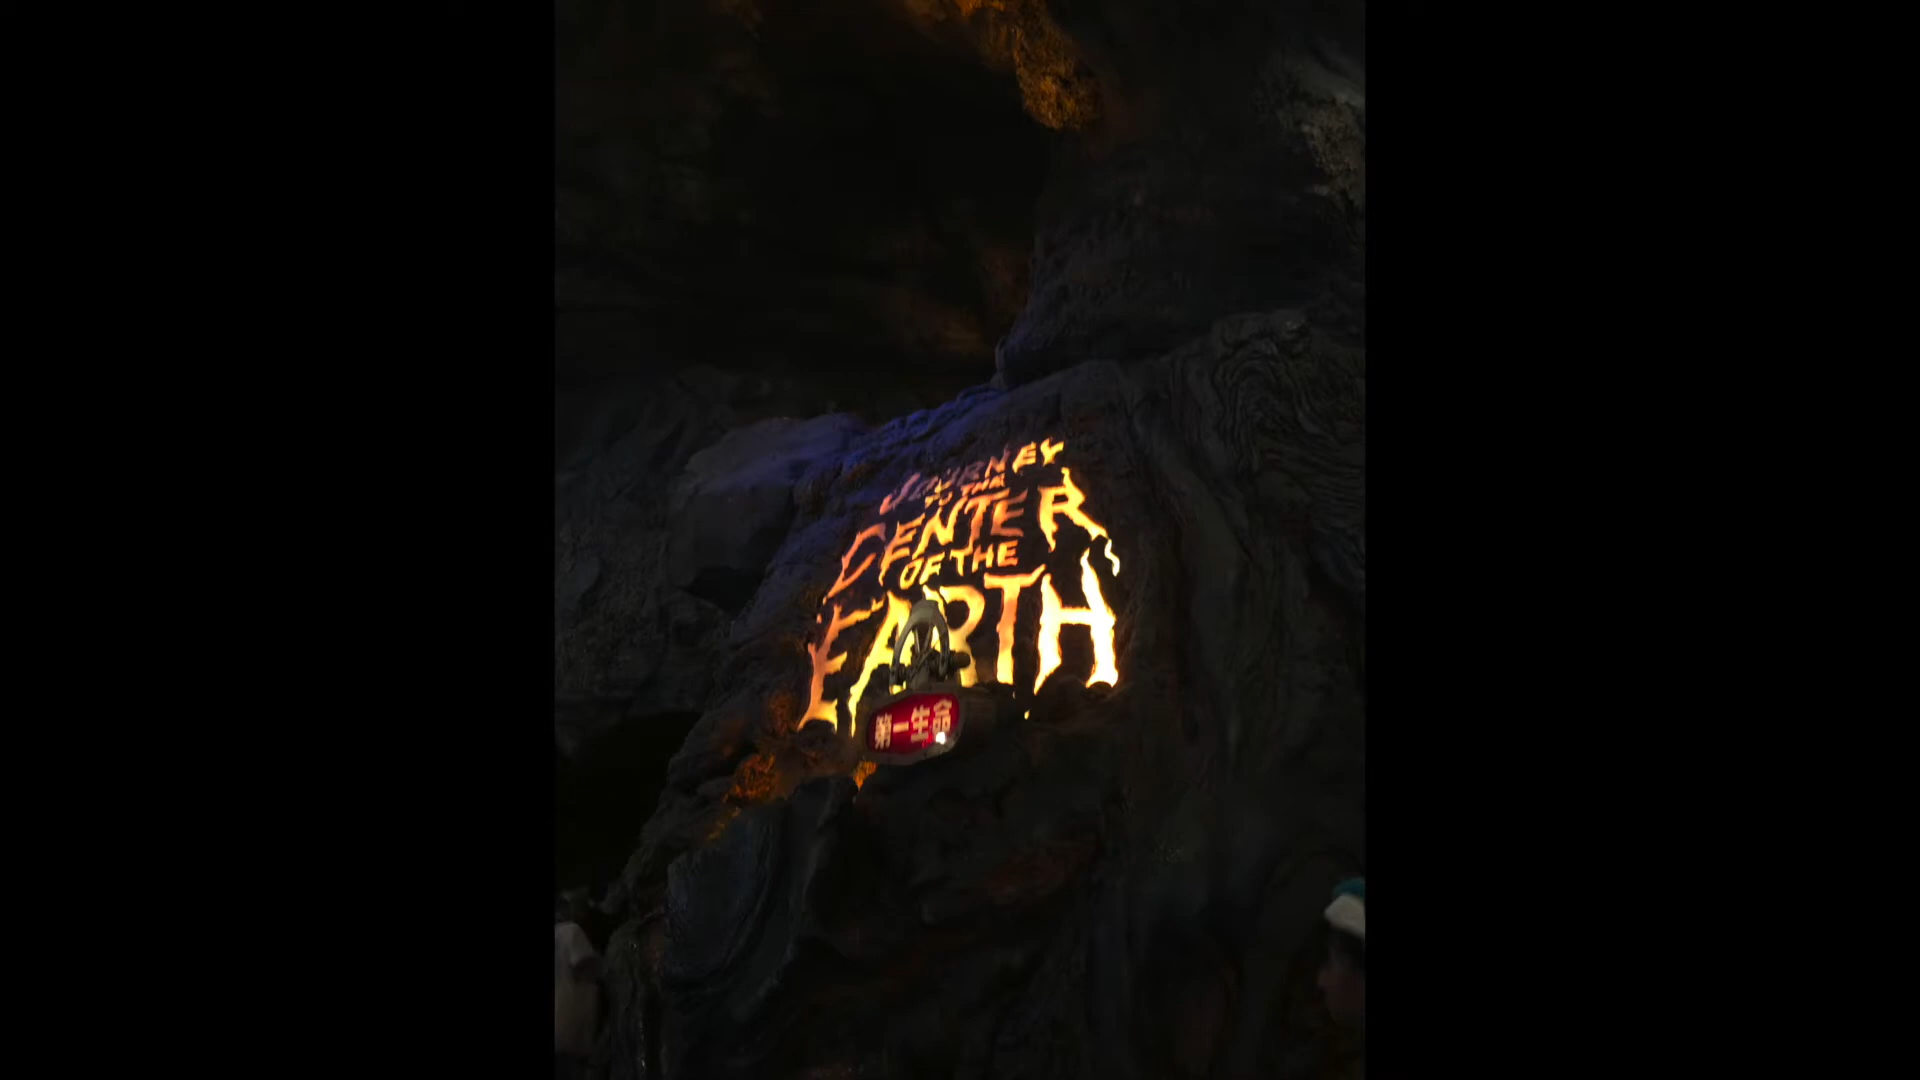 JOURNEY
TO THE
CENTER
OF THE
EARTH
第一生命